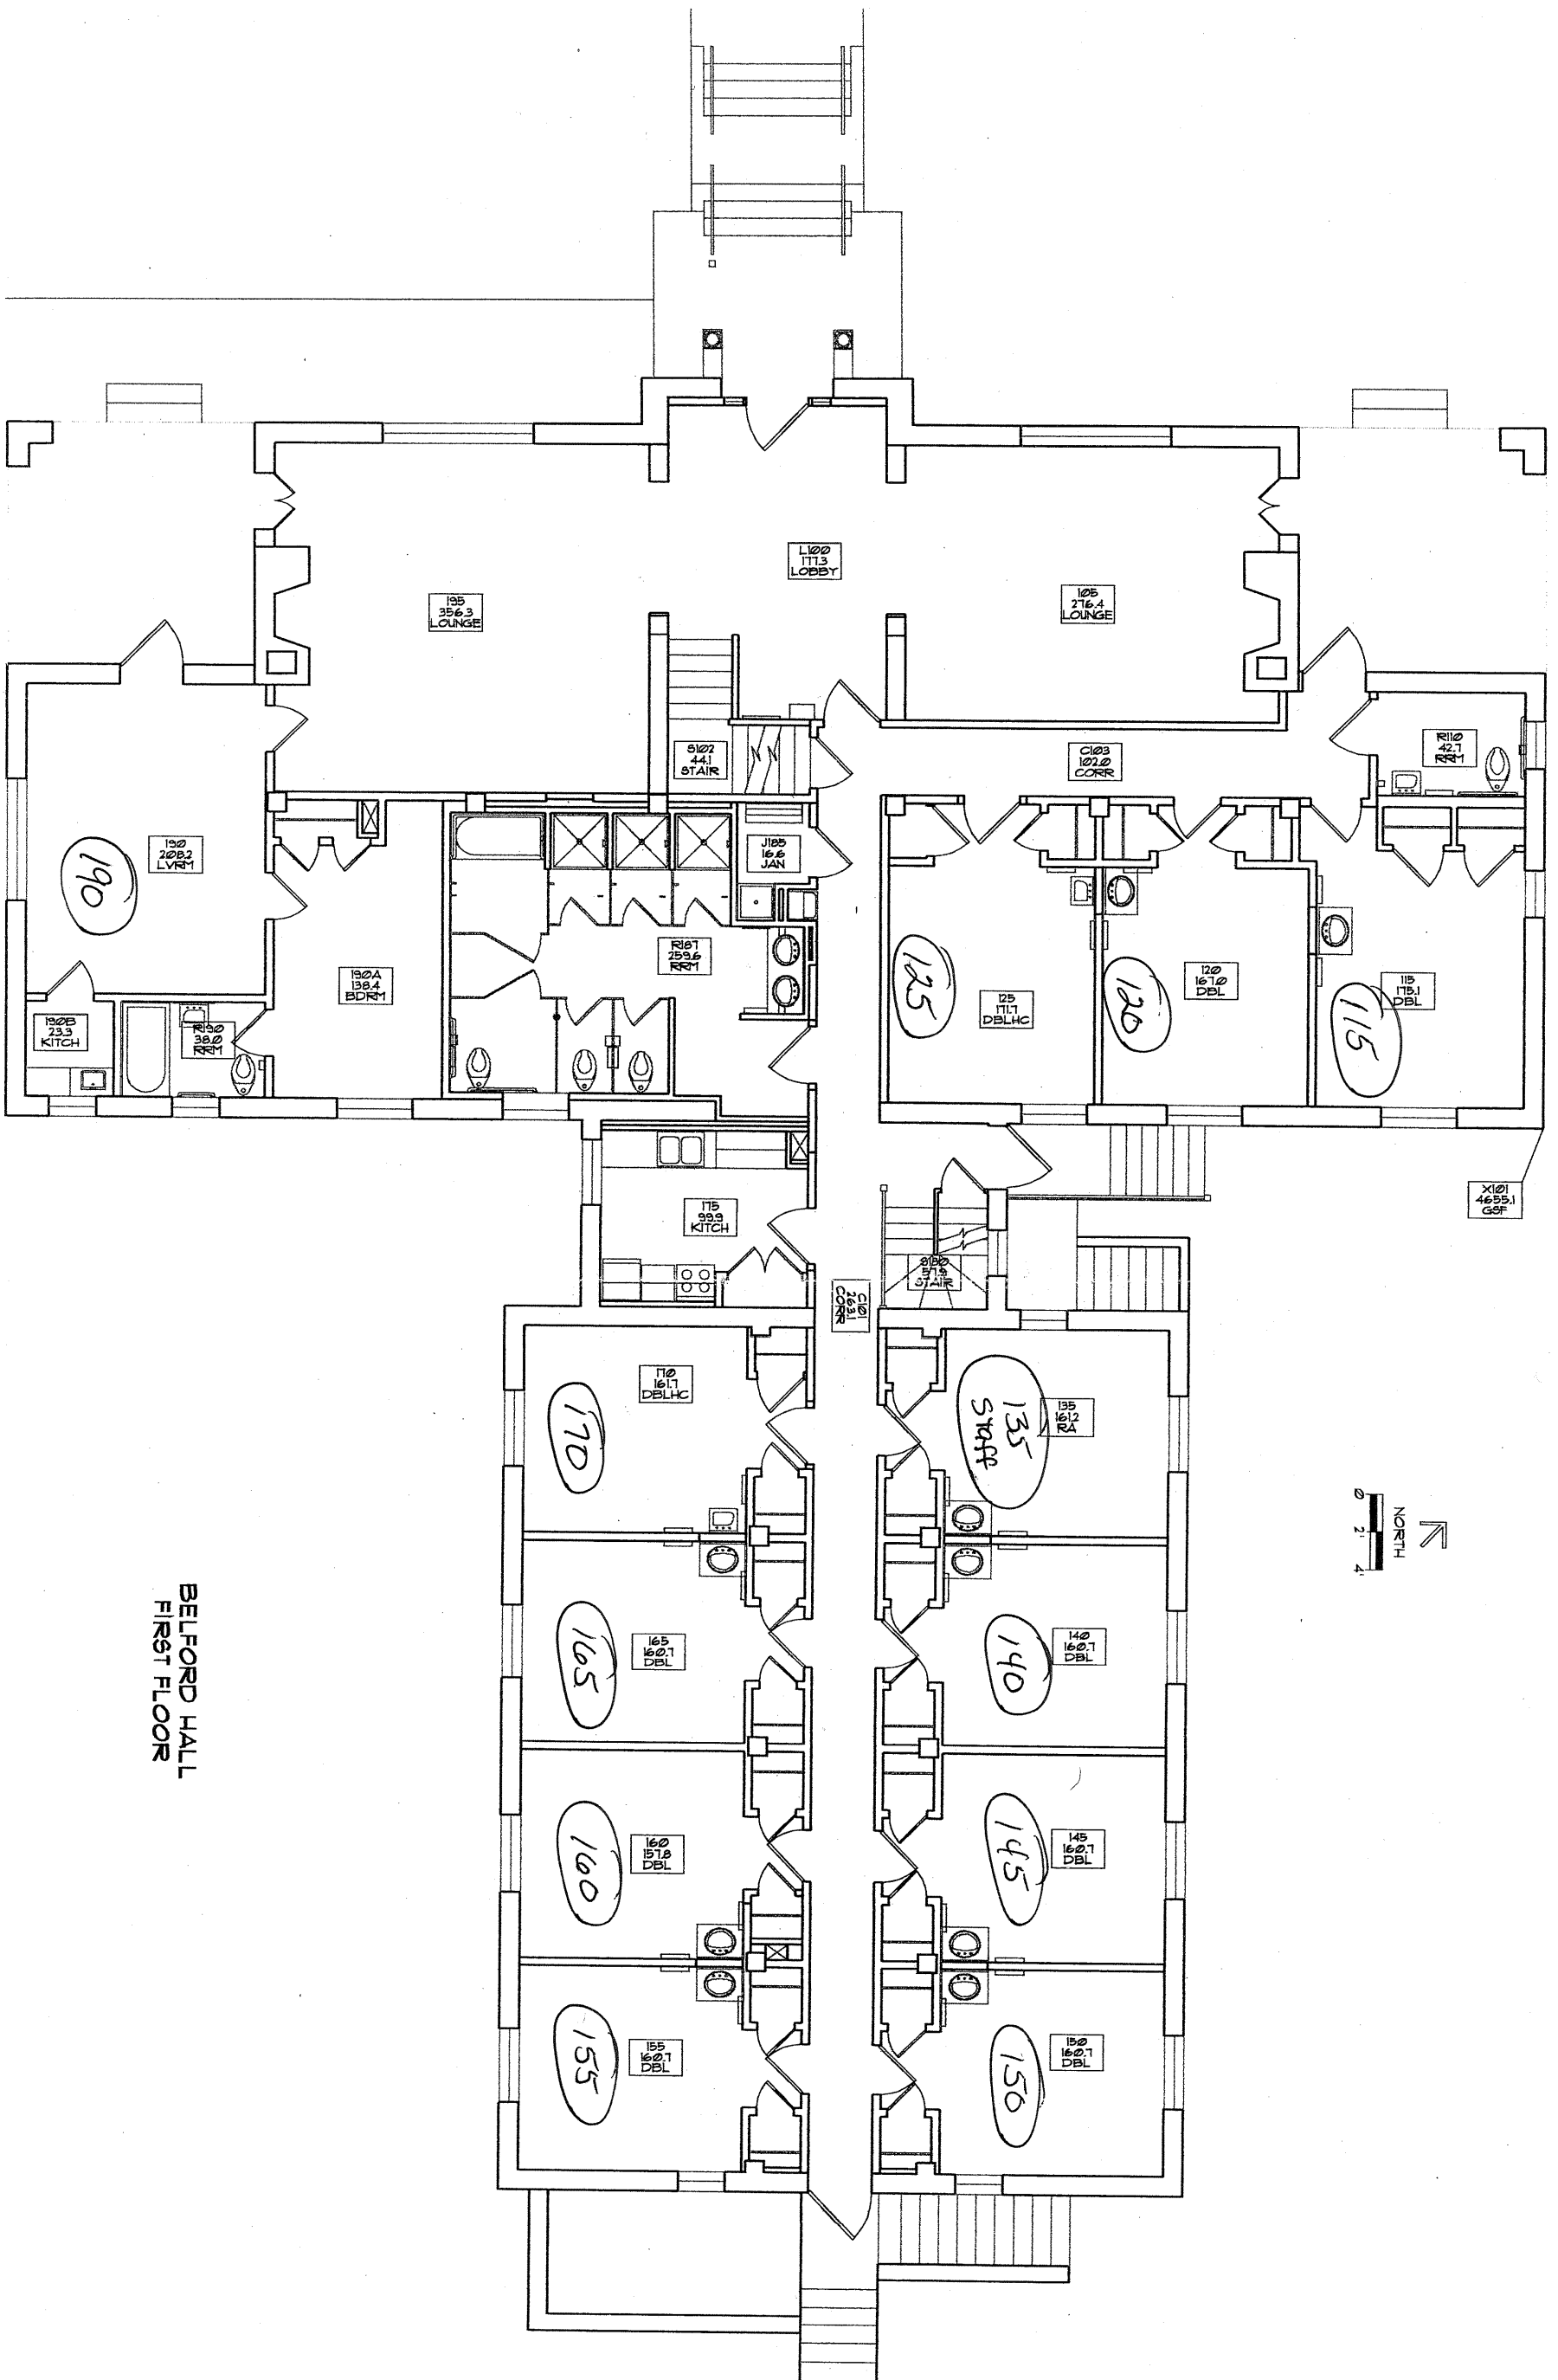 L100
177.3
LOBBY
195
356.3
LOUNGE
105
276.4
LOUNGE
S102
44.1
STAIR
C103
102.0
CORR
R110
42.7
RRM
190
208.2
LVRM
190
J185
16.6
JAN
R187
259.6
RRM
190A
138.4
BDRM
190B
23.3
KITCH
R190
38.0
RRM
125
125
171.7
DBLHC
120
120
167.0
DBL
115
115
175.1
DBL
X101
4655.1
GSF
175
99.9
KITCH
S180
57.9
STAIR
C101
263.1
CORR
170
161.7
DBLHC
170
135
161.2
RA
135
Staff
NORTH
0 2' 4'
165
160.7
DBL
165
140
160.7
DBL
140
BELFORD HALL
FIRST FLOOR
160
157.8
DBL
160
145
160.7
DBL
145
155
160.7
DBL
155
150
160.7
DBL
150